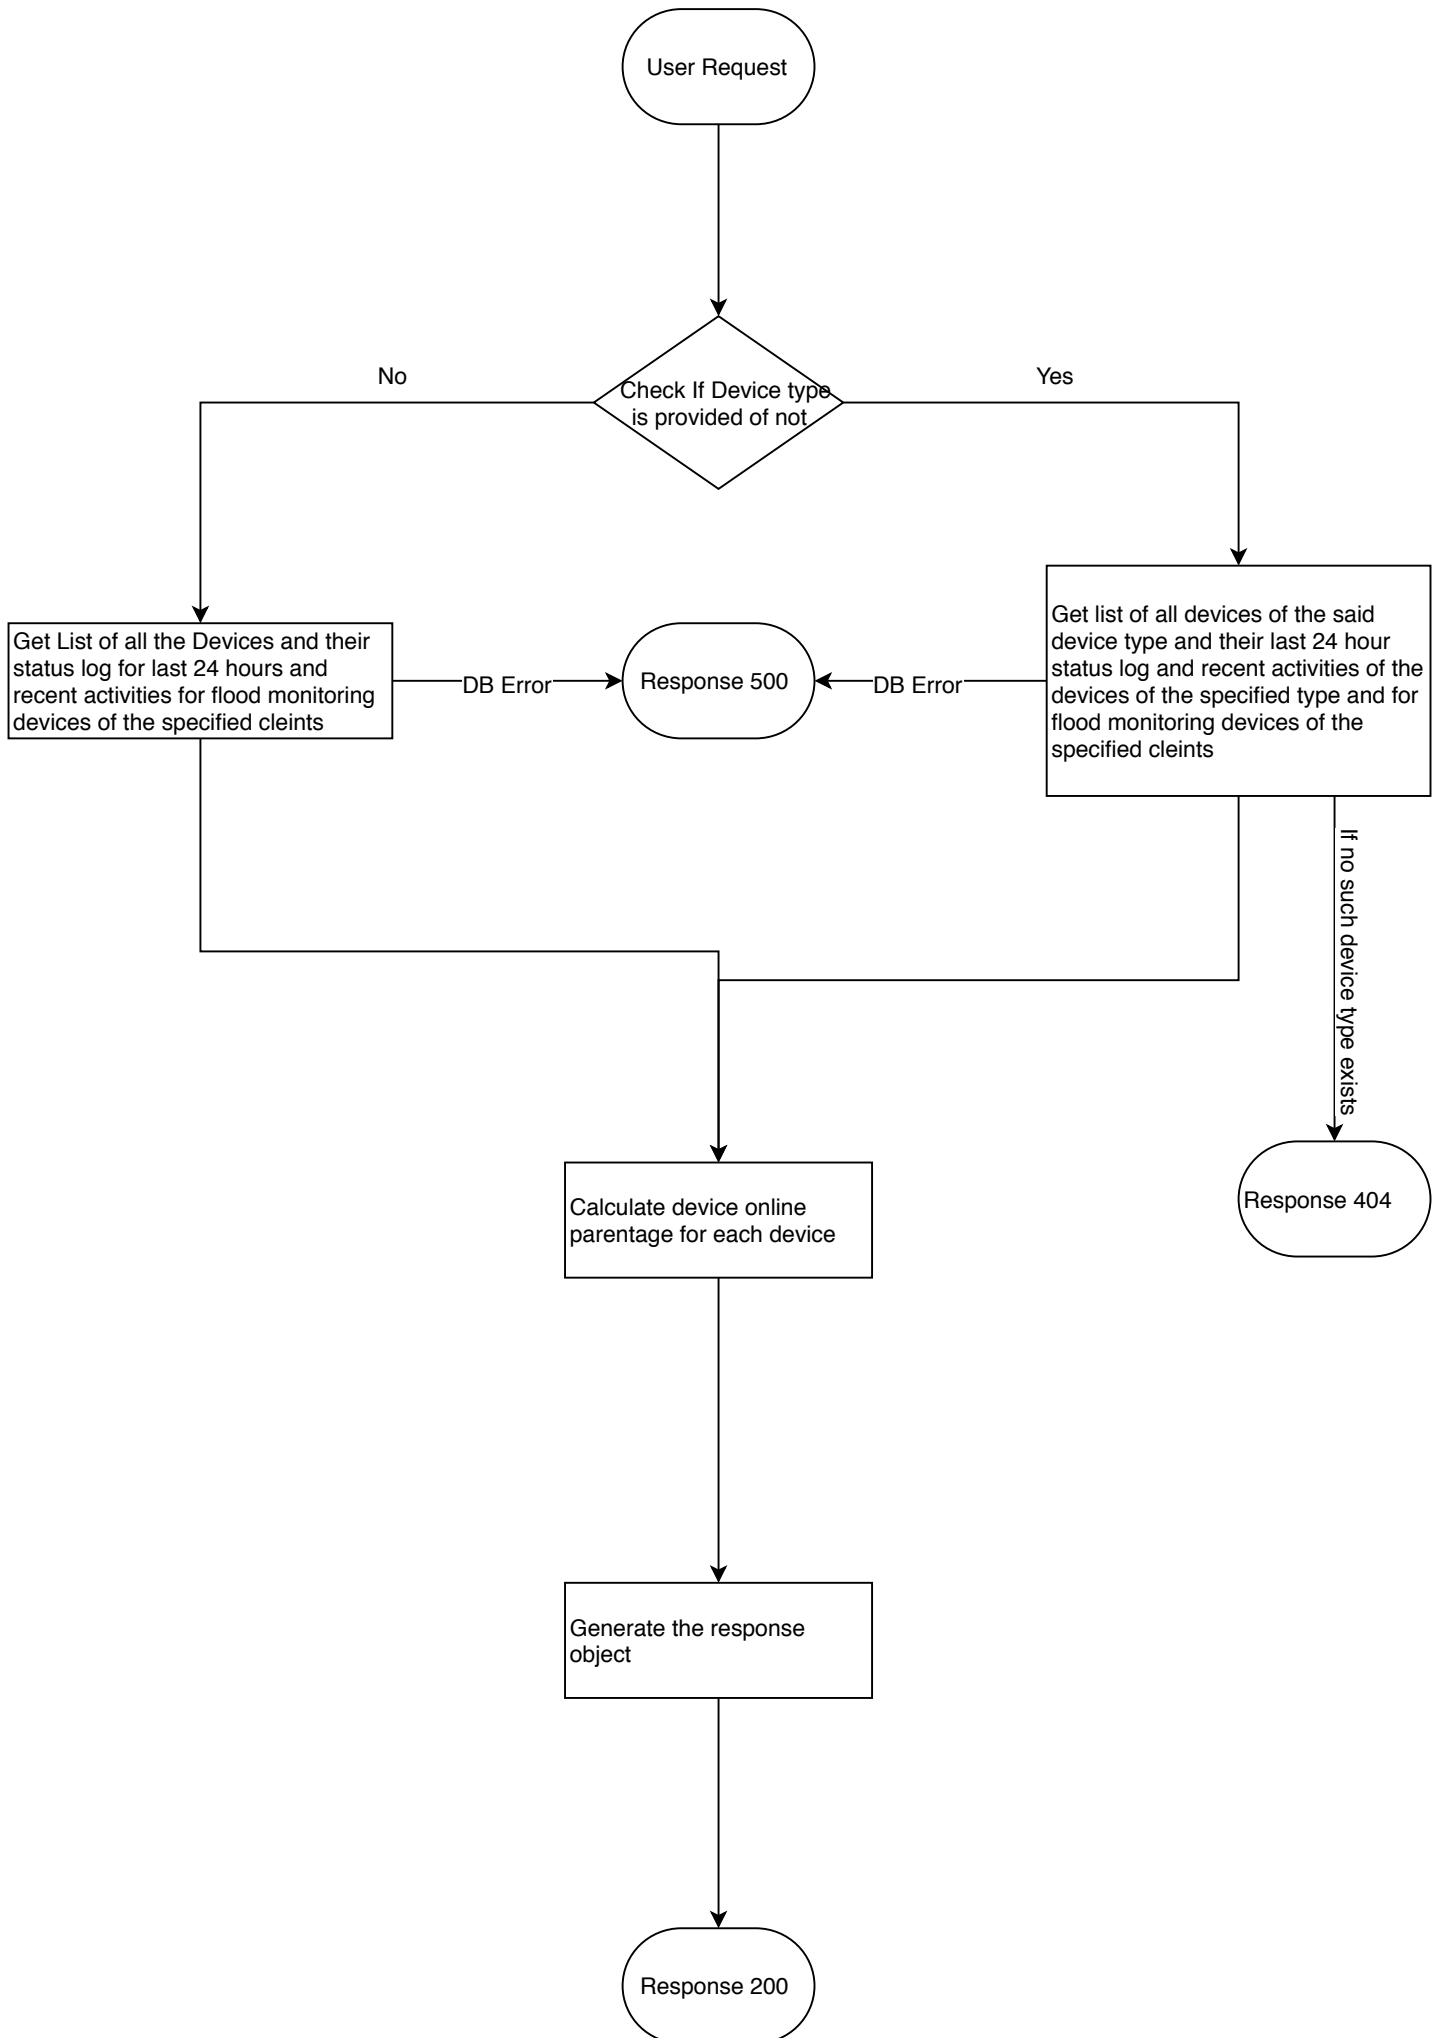 User Request
No
Yes
Check If Device type
is provided of not
Get List of all the Devices and their
status log for last 24 hours and
recent activities for flood monitoring
devices of the specified cleints
DB Error
Response 500
DB Error
Get list of all devices of the said
device type and their last 24 hour
status log and recent activities of the
devices of the specified type and for
flood monitoring devices of the
specified cleints
If no such device type exists
Calculate device online
parentage for each device
Response 404
Generate the response
object
Response 200